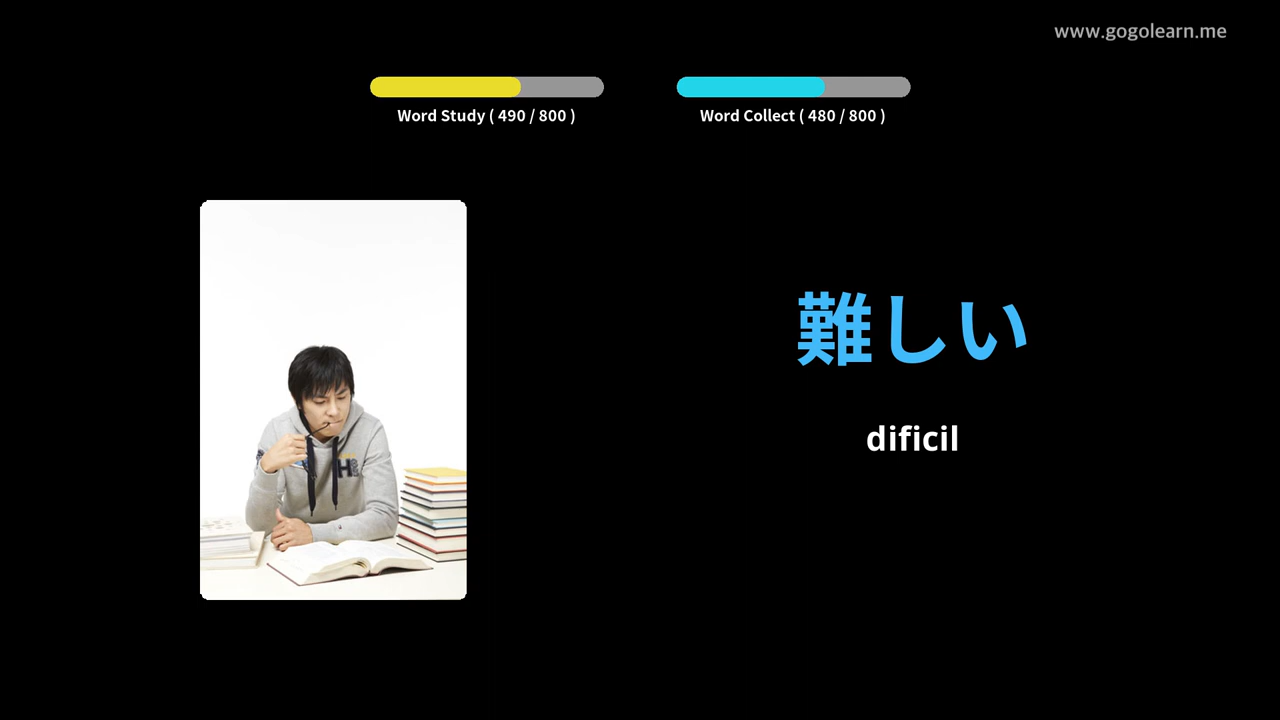 www.gogolearn.me
Word Study ( 490 / 800 )
Word Collect ( 480 / 800 )
難しい
dificil
H